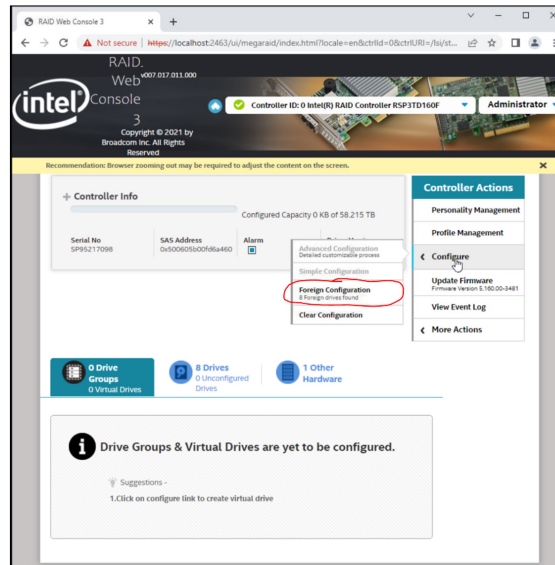 RAID Web Console 3
Not secure | https://localhost:2463/ui/megaraid/index.html?locale=en&ctrlId=0&ctrlURI=/lsi/st...
RAID
Web v007.017.011.000
intel Console
3
Controller ID: 0 Intel(R) RAID Controller RSP3TD160F
Administrator
Copyright © 2021 by
Broadcom Inc. All Rights
Reserved
Recommendation: Browser zooming out may be required to adjust the content on the screen.
Controller Info
Configured Capacity 0 KB of 58.215 TB
Serial No
SP95217098
SAS Address
0x500605b00fd6a460
Alarm
Advanced Configuration
Detailed customizable process
Simple Configuration
Foreign Configuration
8 Foreign drives found
Clear Configuration
Controller Actions
Personality Management
Profile Management
Configure
Update Firmware
Firmware Version 5.160.00-3481
View Event Log
More Actions
0 Drive
Groups
0 Virtual Drives
8 Drives
0 Unconfigured
Drives
1 Other
Hardware
Drive Groups & Virtual Drives are yet to be configured.
Suggestions -
1.Click on configure link to create virtual drive